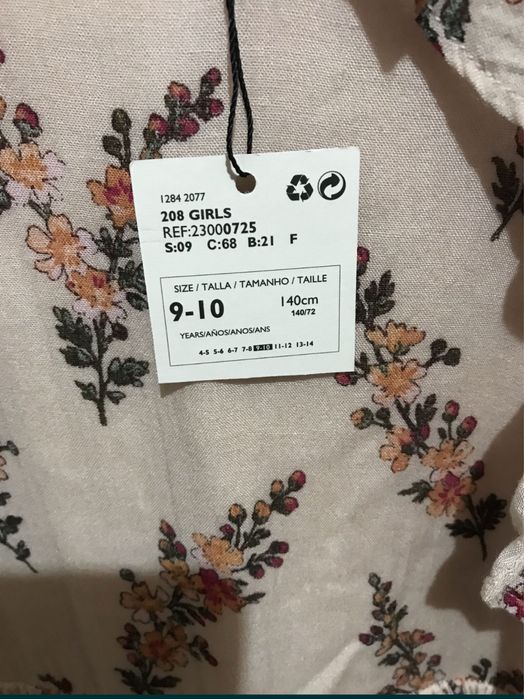 1284 2077
208 GIRLS
REF:23000725
S:09 C:68 B:21 F
SIZE / TALLA / TAMANHO / TAILLE
9-10 140cm
140/72
YEARS/AÑOS/ANOS/ANS
4-5 5-6 6-7 7-8 9-10 11-12 13-14